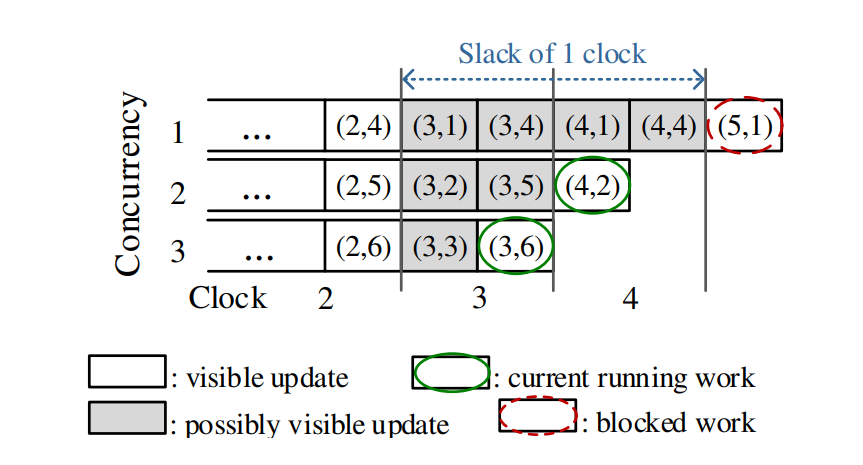 Slack of 1 clock
Concurrency
1 ... (2,4) (3,1) (3,4) (4,1) (4,4) (5,1)
2 ... (2,5) (3,2) (3,5) (4,2)
3 ... (2,6) (3,3) (3,6)
Clock 2 3 4
: visible update : current running work
: possibly visible update : blocked work